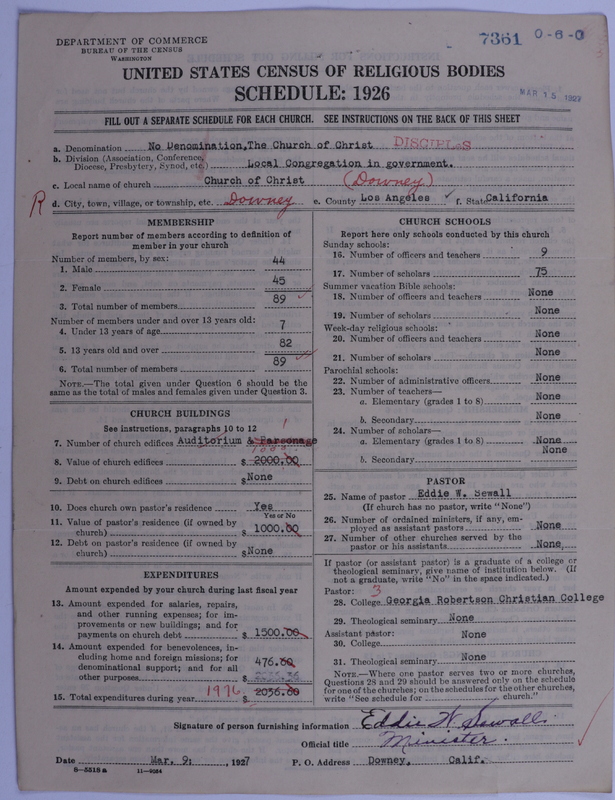 7361 0-6-0
DEPARTMENT OF COMMERCE
BUREAU OF THE CENSUS
WASHINGTON
UNITED STATES CENSUS OF RELIGIOUS BODIES
SCHEDULE: 1926
MAR 15 1927
FILL OUT A SEPARATE SCHEDULE FOR EACH CHURCH. SEE INSTRUCTIONS ON THE BACK OF THIS SHEET
a. Denomination No Denomination,The Church of Christ DISCIPLES
b. Division (Association, Conference, Diocese, Presbytery, Synod, etc.) Local Congregation in government.
c. Local name of church Church of Christ (Downey)
R d. City, town, village, or township, etc. Downey e. County Los Angeles ✓ f. State California
MEMBERSHIP
Report number of members according to definition of
member in your church
Number of members, by sex:
1. Male 44
2. Female 45
3. Total number of members 89 ✓
Number of members under and over 13 years old:
4. Under 13 years of age 7
5. 13 years old and over 82
6. Total number of members 89 ✓
NOTE.—The total given under Question 6 should be the
same as the total of males and females given under Question 3.
CHURCH BUILDINGS
See instructions, paragraphs 10 to 12
1
7. Number of church edifices Auditorium & Parsonage
8. Value of church edifices $ 2000.00
9. Debt on church edifices $ None
10. Does church own pastor's residence Yes
Yes or No
11. Value of pastor's residence (if owned by
church) $ 1000.00
12. Debt on pastor's residence (if owned by
church) $ None
EXPENDITURES
Amount expended by your church during last fiscal year
13. Amount expended for salaries, repairs,
and other running expenses; for im-
provements or new buildings; and for
payments on church debt $ 1500.00
14. Amount expended for benevolences, in-
cluding home and foreign missions; for
denominational support; and for all
other purposes $ 476.60
15. Total expenditures during year 1976 $ 2036.60
CHURCH SCHOOLS
Report here only schools conducted by this church
Sunday schools:
16. Number of officers and teachers 9
17. Number of scholars 75
Summer vacation Bible schools:
18. Number of officers and teachers None
19. Number of scholars None
Week-day religious schools:
20. Number of officers and teachers None
21. Number of scholars None
Parochial schools:
22. Number of administrative officers None
23. Number of teachers—
a. Elementary (grades 1 to 8) None
b. Secondary None
24. Number of scholars—
a. Elementary (grades 1 to 8) None
b. Secondary None
PASTOR
25. Name of pastor Eddie W. Sewall
(If church has no pastor, write "None")
26. Number of ordained ministers, if any, em-
ployed as assistant pastors None
27. Number of other churches served by the
pastor or his assistants None,
If pastor (or assistant pastor) is a graduate of a college or
theological seminary, give name of institution below. (If
not a graduate, write "No" in the space indicated.)
Pastor: 3
28. College Georgia Robertson Christian College
29. Theological seminary None
Assistant pastor:
30. College None
31. Theological seminary None
NOTE.—Where one pastor serves two or more churches,
Questions 28 and 29 should be answered only on the schedule
for one of the churches; on the schedules for the other churches,
write "See schedule for church."
Signature of person furnishing information Eddie W Sewall.
Official title Minister.
Date Mar. 9; , 1927 P. O. Address Downey, Calif.
8—5518 a 11—9024